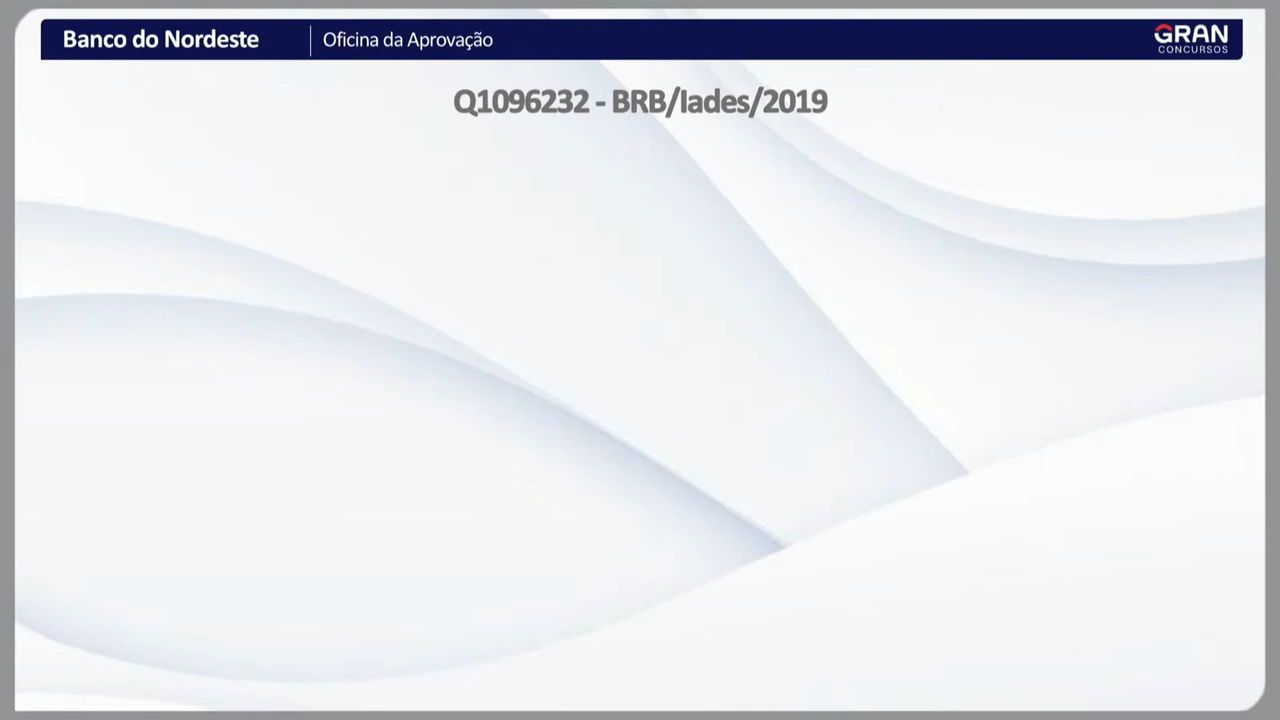 Banco do Nordeste
Oficina da Aprovação
GRAN
CONCURSOS
Q1096232 - BRB/Iades/2019